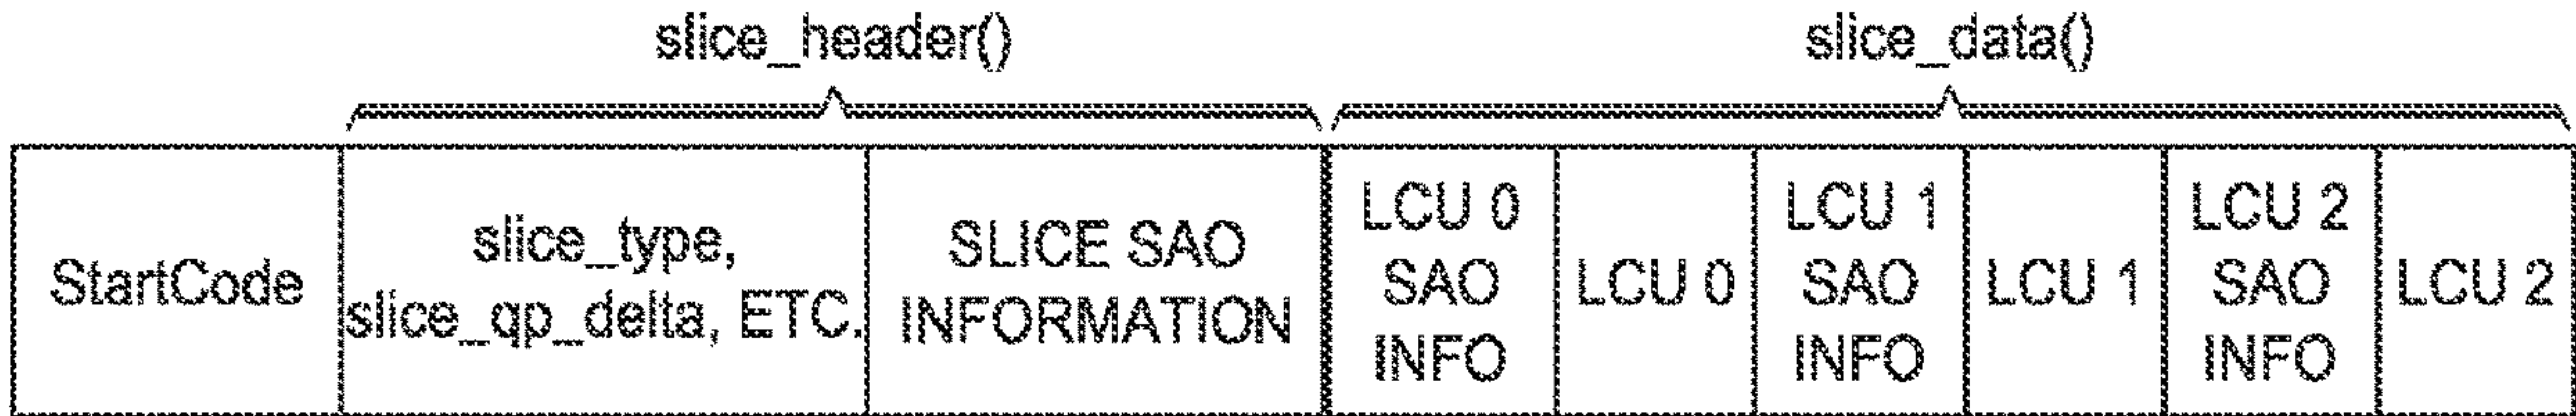 slice_header()
slice_data()
StartCode
slice_type,
slice_qp_delta, ETC.
SLICE SAO
INFORMATION
LCU 0
SAO
INFO
LCU 0
LCU 1
SAO
INFO
LCU 1
LCU 2
SAO
INFO
LCU 2